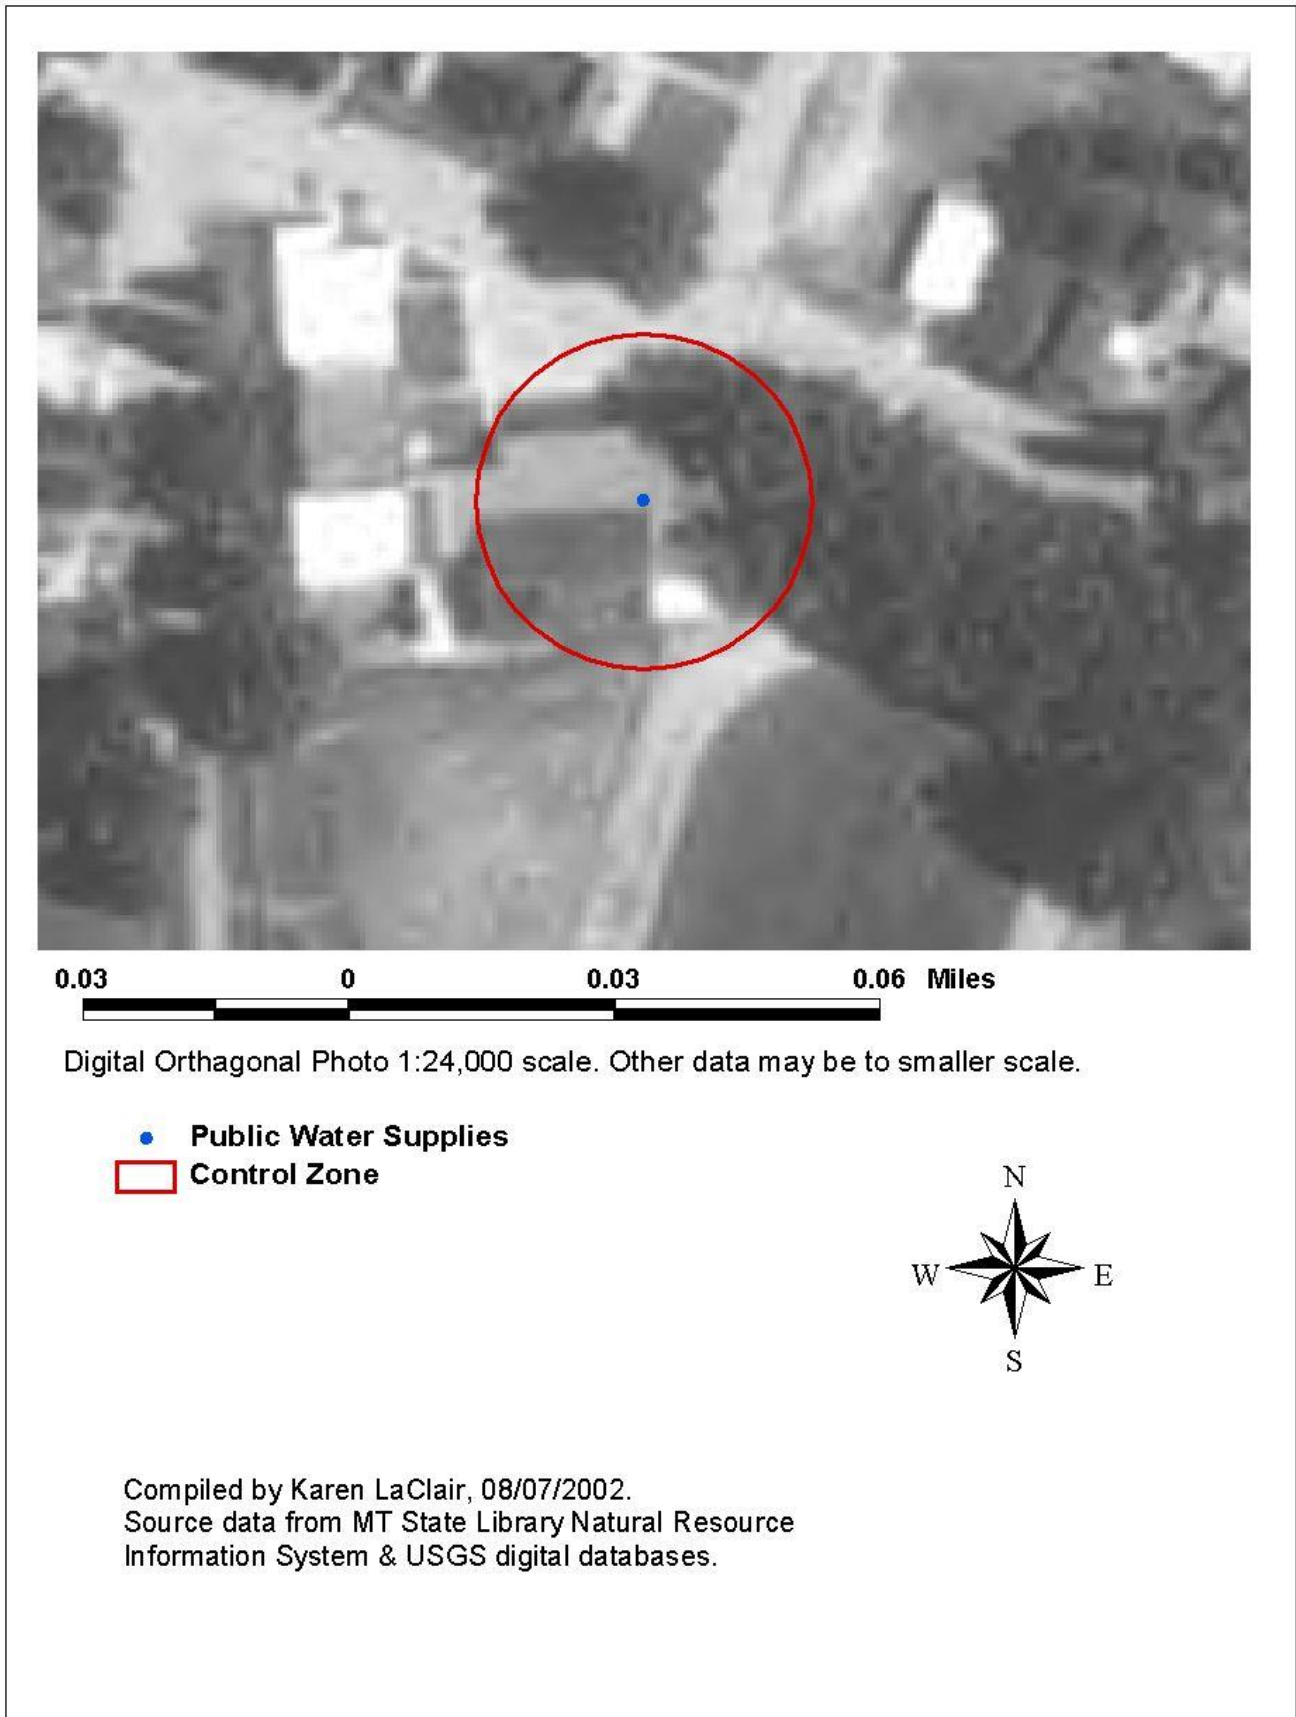 0.03 0 0.03 0.06 Miles
Digital Orthagonal Photo 1:24,000 scale. Other data may be to smaller scale.
Public Water Supplies
Control Zone
N
W E
S
Compiled by Karen LaClair, 08/07/2002.
Source data from MT State Library Natural Resource
Information System & USGS digital databases.